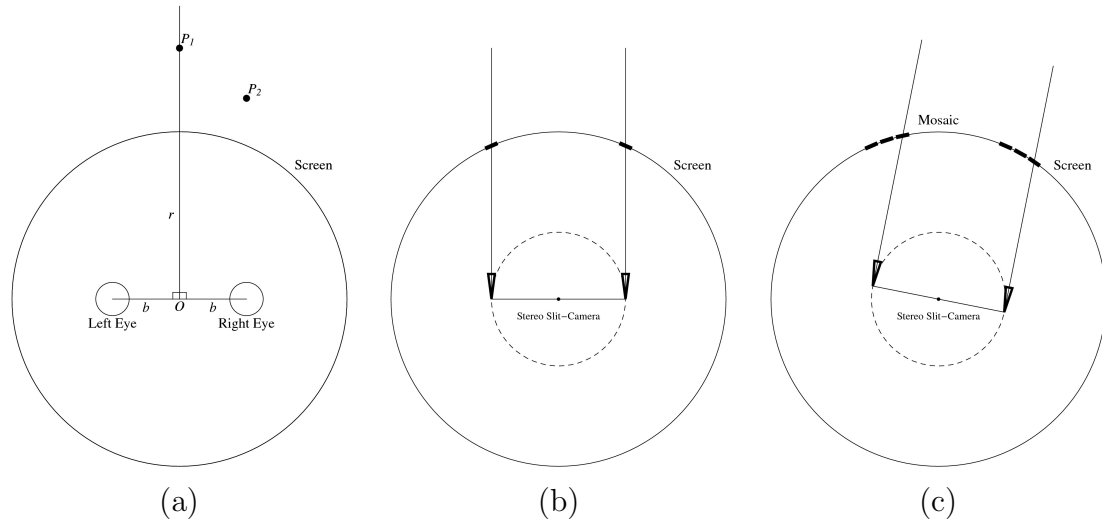 P1
P2
Screen
r
b
O
b
Left Eye
Right Eye
(a)
Screen
Stereo Slit−Camera
(b)
Mosaic
Screen
Stereo Slit−Camera
(c)